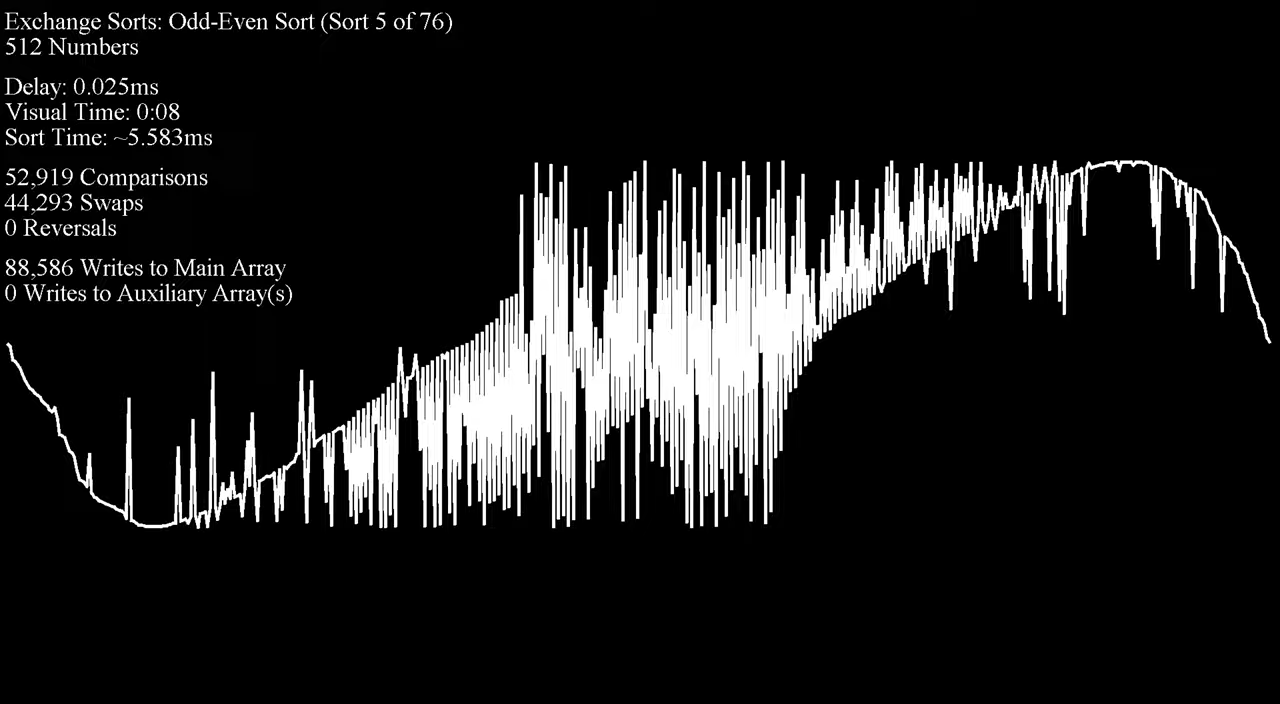 Exchange Sorts: Odd-Even Sort (Sort 5 of 76)
512 Numbers
Delay: 0.025ms
Visual Time: 0:08
Sort Time: ~5.583ms
52,919 Comparisons
44,293 Swaps
0 Reversals
88,586 Writes to Main Array
0 Writes to Auxiliary Array(s)